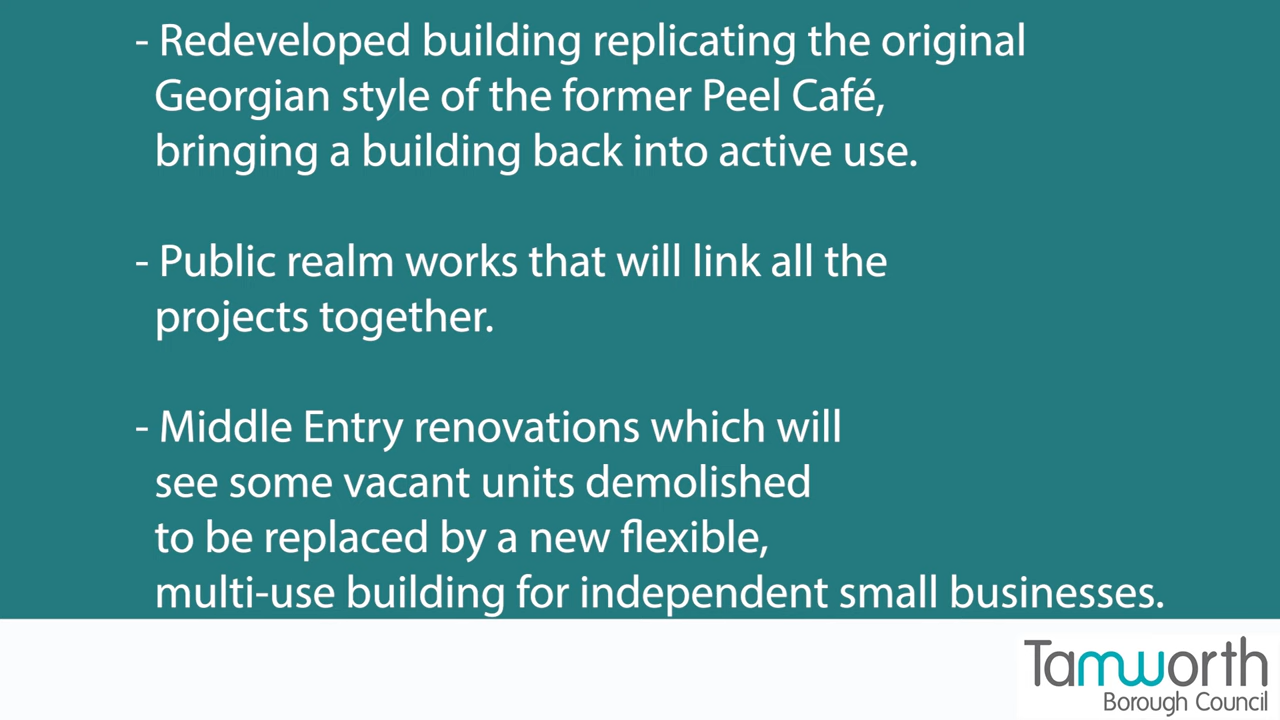 - Redeveloped building replicating the original
Georgian style of the former Peel Café,
bringing a building back into active use.
- Public realm works that will link all the
projects together.
- Middle Entry renovations which will
see some vacant units demolished
to be replaced by a new flexible,
multi-use building for independent small businesses.
Tamworth
Borough Council